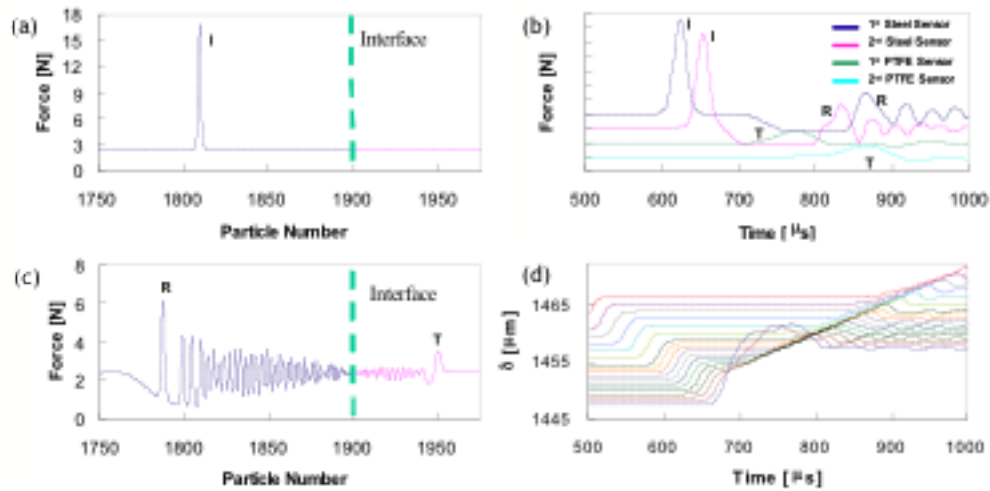 (a)
Force [N]
18
15
12
9
6
3
0
I
Interface
1750 1800 1850 1900 1950
Particle Number
(b)
Force [N]
I
I
T
R
R
T
1st Steel Sensor
2nd Steel Sensor
1st PTFE Sensor
2nd PTFE Sensor
500 600 700 800 900 1000
Time [ μs]
(c)
Force [N]
8
6
4
2
0
R
Interface
T
1750 1800 1850 1900 1950
Particle Number
(d)
δ [μm]
1465
1455
1445
500 600 700 800 900 1000
Time [ μs]